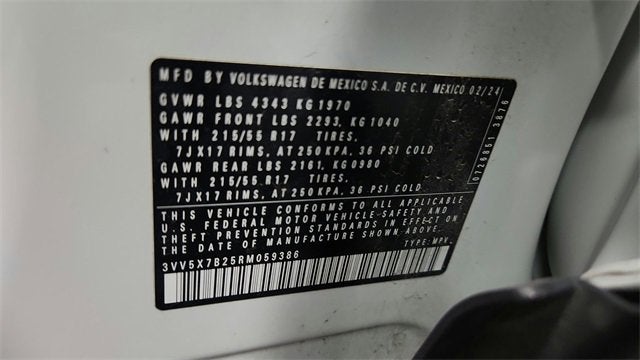 MFD BY VOLKSWAGEN DE MEXICO S.A. DE C.V. MEXICO 02/24
GVWR LBS 4343 KG 1970
GAWR FRONT LBS 2293, KG 1040
WITH 215/55 R17 TIRES,
7JX17 RIMS, AT 250 KPA, 36 PSI COLD
GAWR REAR LBS 2161, KG 0980
WITH 215/55 R17 TIRES,
7JX17 RIMS, AT 250 KPA, 36 PSI COLD
THIS VEHICLE CONFORMS TO ALL APPLICABLE
U.S. FEDERAL MOTOR VEHICLE-SAFETY AND
THEFT PREVENTION STANDARDS IN EFFECT ON
THE DATE OF MANUFACTURE SHOWN ABOVE.
TYPE: MPV
3VV5X7B25RM059386
0726851 3876